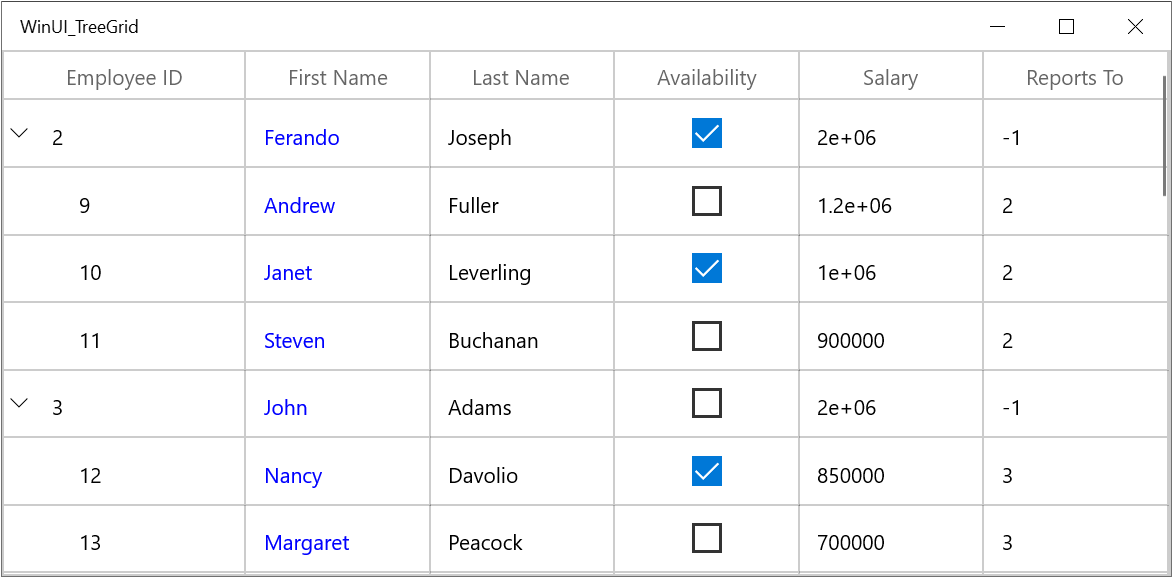 WinUI_TreeGrid
Employee ID First Name Last Name Availability Salary Reports To
2 Ferando Joseph 2e+06 -1
9 Andrew Fuller 1.2e+06 2
10 Janet Leverling 1e+06 2
11 Steven Buchanan 900000 2
3 John Adams 2e+06 -1
12 Nancy Davolio 850000 3
13 Margaret Peacock 700000 3